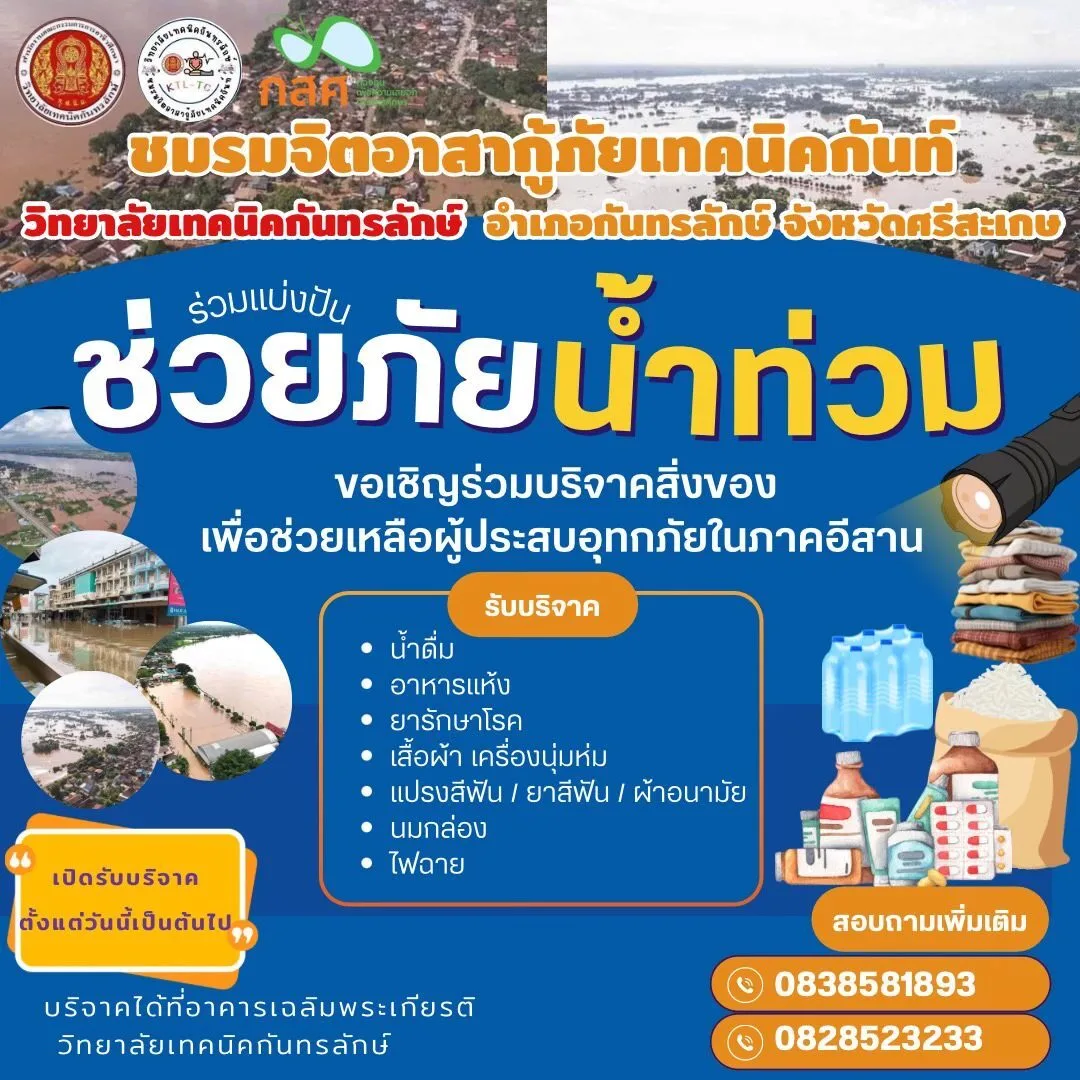 กสศ
KTL-TC
ชมรมจิตอาสากู้ภัยเทคนิคกันท์
วิทยาลัยเทคนิคกันทรลักษ์ อำเภอกันทรลักษ์ จังหวัดศรีสะเกษ
ร่วมแบ่งปัน
ช่วยภัยน้ำท่วม
ขอเชิญร่วมบริจาคสิ่งของ
เพื่อช่วยเหลือผู้ประสบอุทกภัยในภาคอีสาน
รับบริจาค
• น้ำดื่ม
• อาหารแห้ง
• ยารักษาโรค
• เสื้อผ้า เครื่องนุ่มห่ม
• แปรงสีฟัน / ยาสีฟัน / ผ้าอนามัย
• นมกล่อง
• ไฟฉาย
เปิดรับบริจาค
ตั้งแต่วันนี้เป็นต้นไป
สอบถามเพิ่มเติม
0838581893
0828523233
บริจาคได้ที่อาคารเฉลิมพระเกียรติ
วิทยาลัยเทคนิคกันทรลักษ์